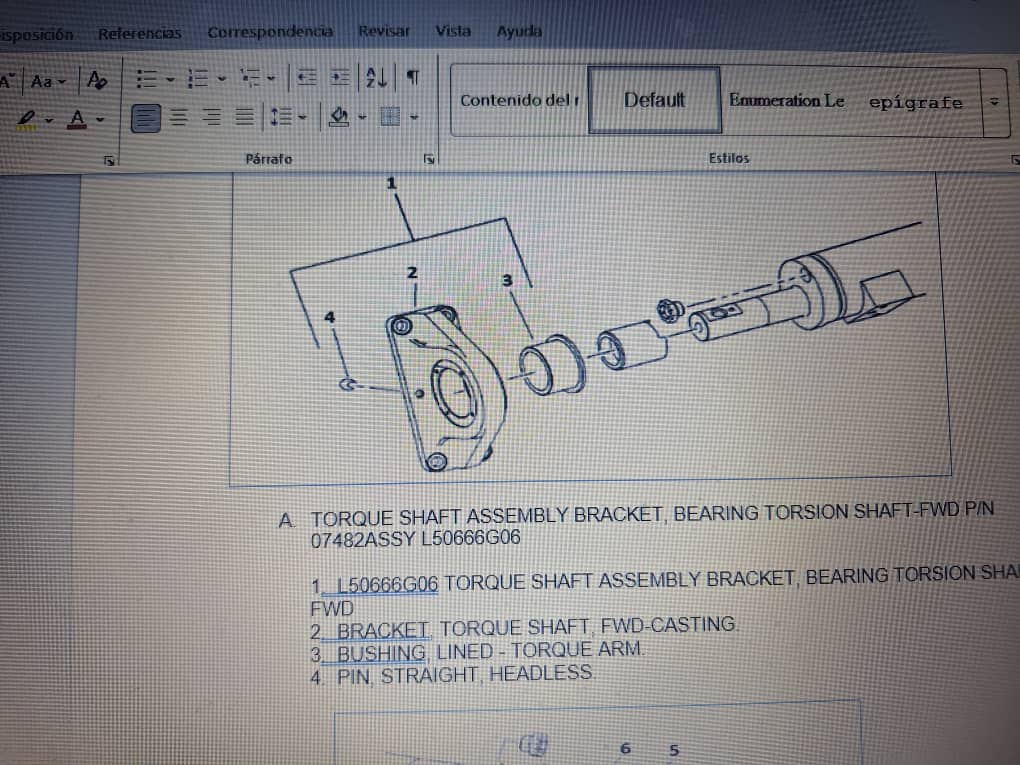 isposición Referencias Correspondencia Revisar Vista Ayuda
Aa
Contenido del Default Enumeration Le epígrafe
Párrafo Estilos
1
2
3
4
A. TORQUE SHAFT ASSEMBLY BRACKET, BEARING TORSION SHAFT-FWD P/N
07482ASSY L50666G06
1. L50666G06 TORQUE SHAFT ASSEMBLY BRACKET, BEARING TORSION SHA
FWD
2. BRACKET, TORQUE SHAFT, FWD-CASTING.
3. BUSHING, LINED - TORQUE ARM.
4. PIN, STRAIGHT, HEADLESS.
6 5